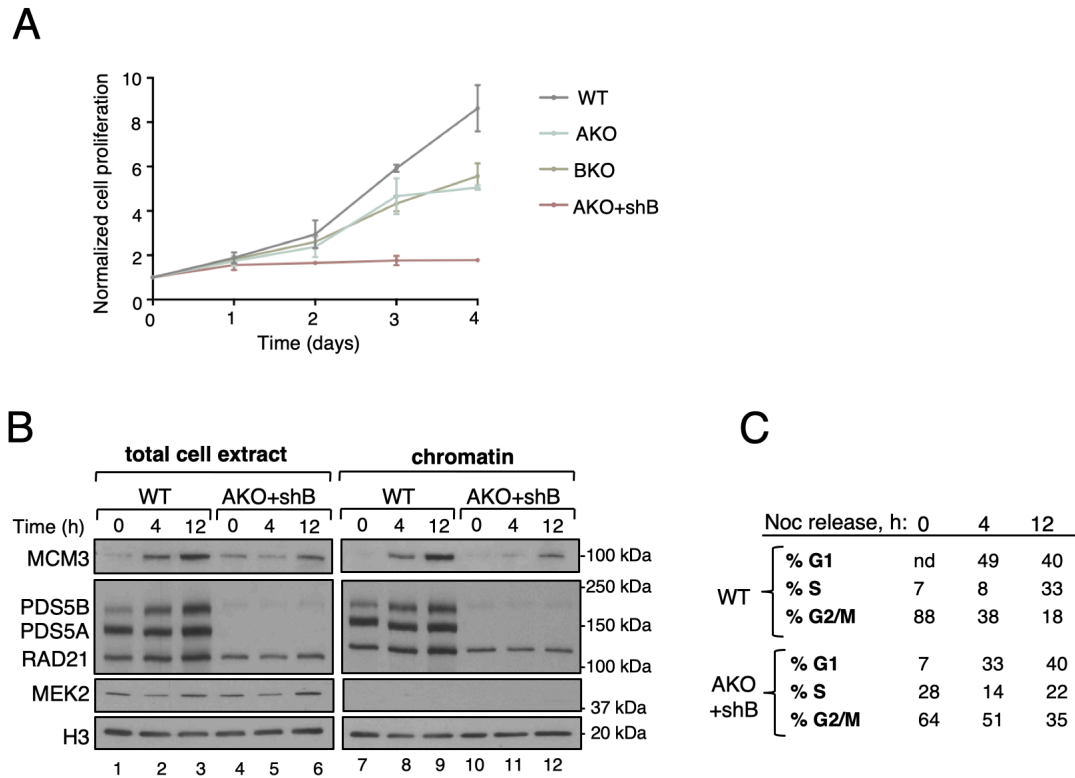 A
Normalized cell proliferation
10
8
6
4
2
0
0 1 2 3 4
Time (days)
WT
AKO
BKO
AKO+shB
B
total cell extract chromatin
WT AKO+shB WT AKO+shB
Time (h) 0 4 12 0 4 12 0 4 12 0 4 12
MCM3 -100 kDa
-250 kDa
PDS5B
PDS5A -150 kDa
RAD21 -100 kDa
MEK2
- 37 kDa
H3 - 20 kDa
1 2 3 4 5 6 7 8 9 10 11 12
C
Noc release, h: 0 4 12
WT
% G1 nd 49 40
% S 7 8 33
% G2/M 88 38 18
AKO
+shB
% G1 7 33 40
% S 28 14 22
% G2/M 64 51 35